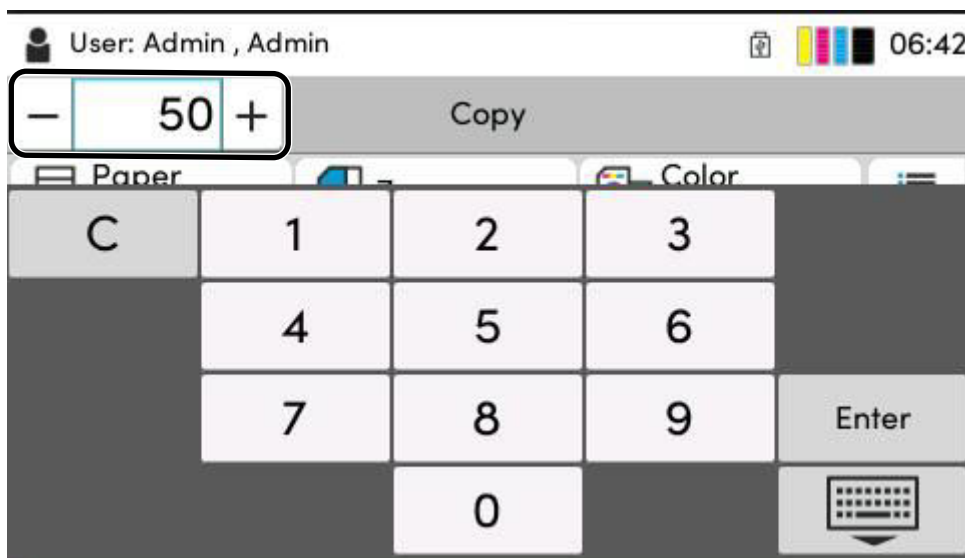 User: Admin , Admin 06:42
− 50 + Copy
Paper Color
C 1 2 3
4 5 6
7 8 9 Enter
0